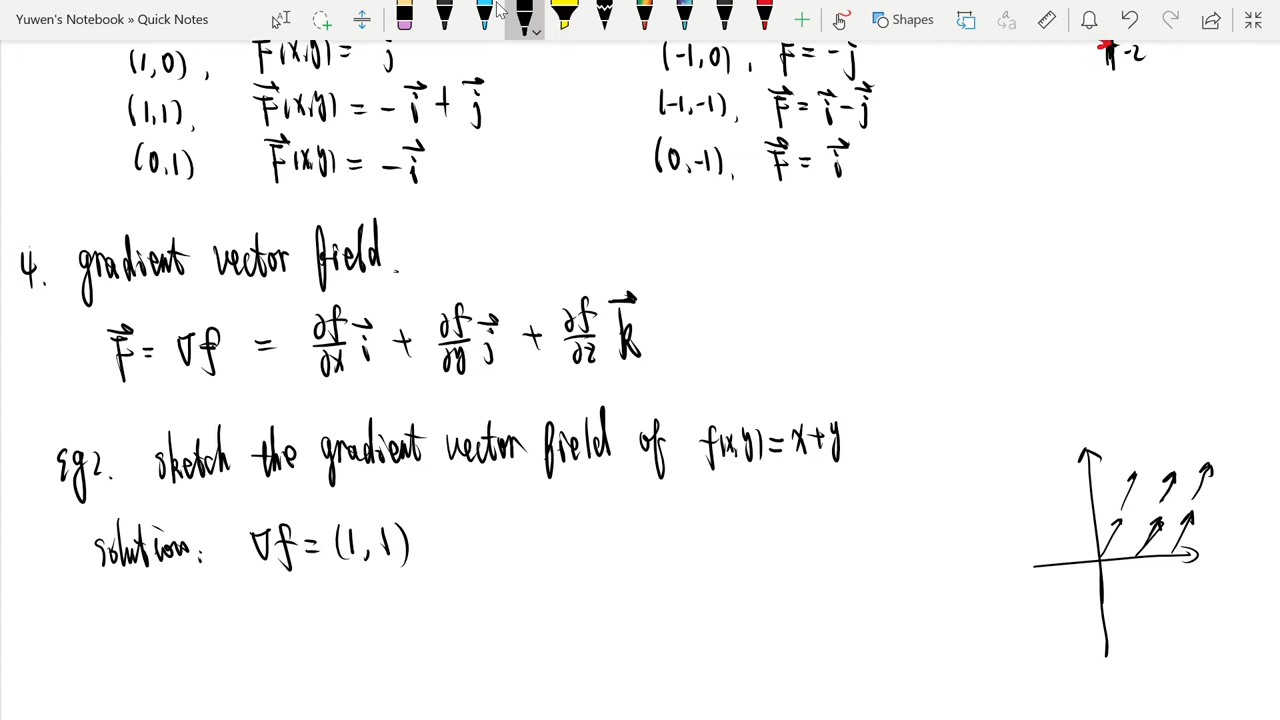 Yuwen's Notebook » Quick Notes Shapes
(1,0), F(x,y) = j (-1,0), F = -j -2
(1,1), F⃗(x,y) = -i⃗ + j⃗ (-1,-1), F⃗ = i⃗ - j⃗
(0,1) F⃗(x,y) = -i⃗ (0,-1), F⃗ = i⃗
4. gradient vector field.
F⃗ = ∇f = ∂f/∂x i⃗ + ∂f/∂y j⃗ + ∂f/∂z k⃗
Eg2. sketch the gradient vector field of f(x,y) = x+y
solution: ∇f = (1,1)